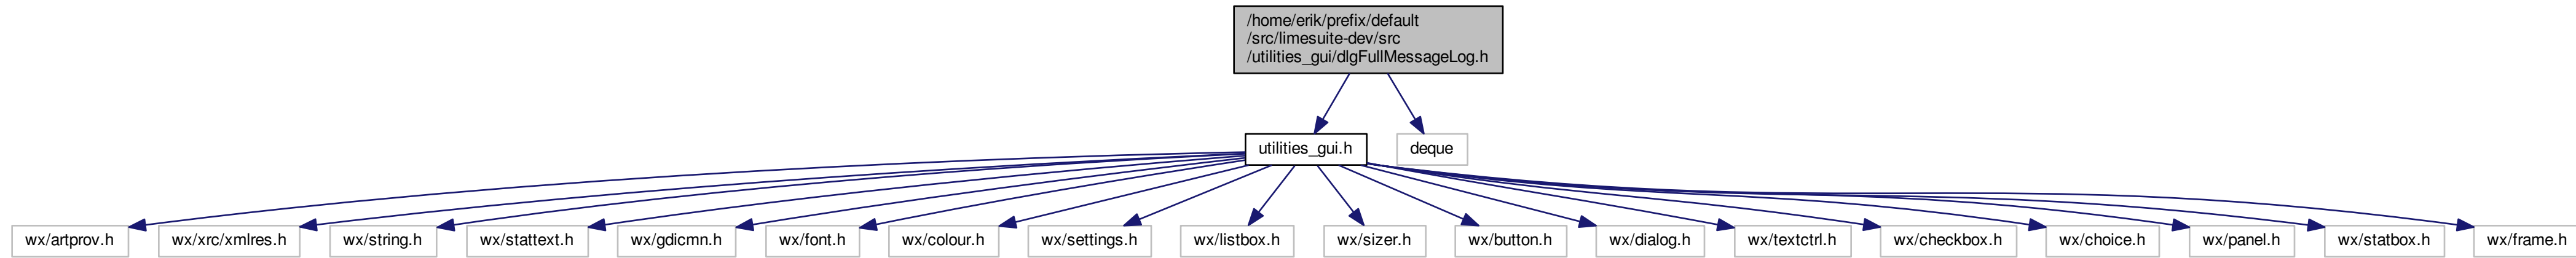 /home/erik/prefix/default
/src/limesuite-dev/src
/utilities_gui/dlgFullMessageLog.h
utilities_gui.h
deque
wx/artprov.h
wx/xrc/xmlres.h
wx/string.h
wx/stattext.h
wx/gdicmn.h
wx/font.h
wx/colour.h
wx/settings.h
wx/listbox.h
wx/sizer.h
wx/button.h
wx/dialog.h
wx/textctrl.h
wx/checkbox.h
wx/choice.h
wx/panel.h
wx/statbox.h
wx/frame.h